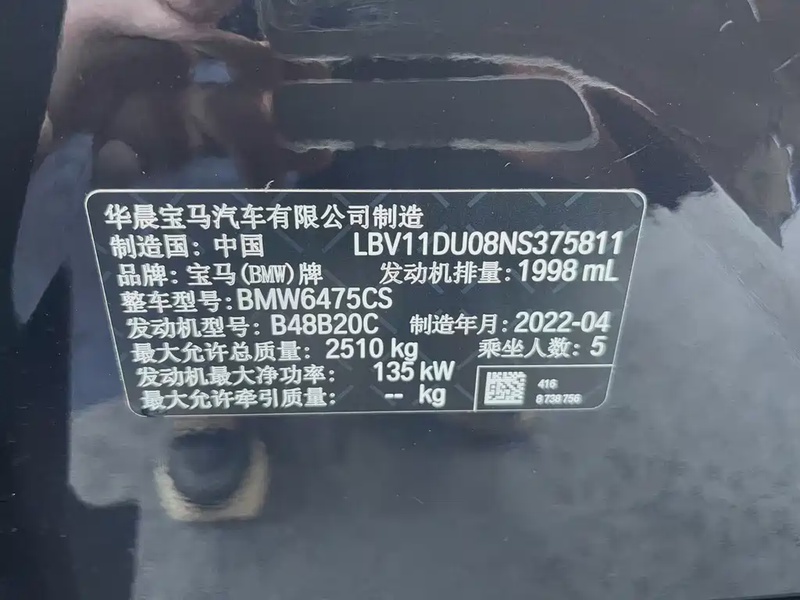 华晨宝马汽车有限公司制造
制造国: 中国 LBV11DU08NS375811
品牌: 宝马(BMW)牌 发动机排量: 1998 mL
整车型号: BMW6475CS
发动机型号: B48B20C 制造年月: 2022-04
最大允许总质量: 2510 kg 乘坐人数: 5
发动机最大净功率: 135 kW
最大允许牵引质量: -- kg
416
8 738 756